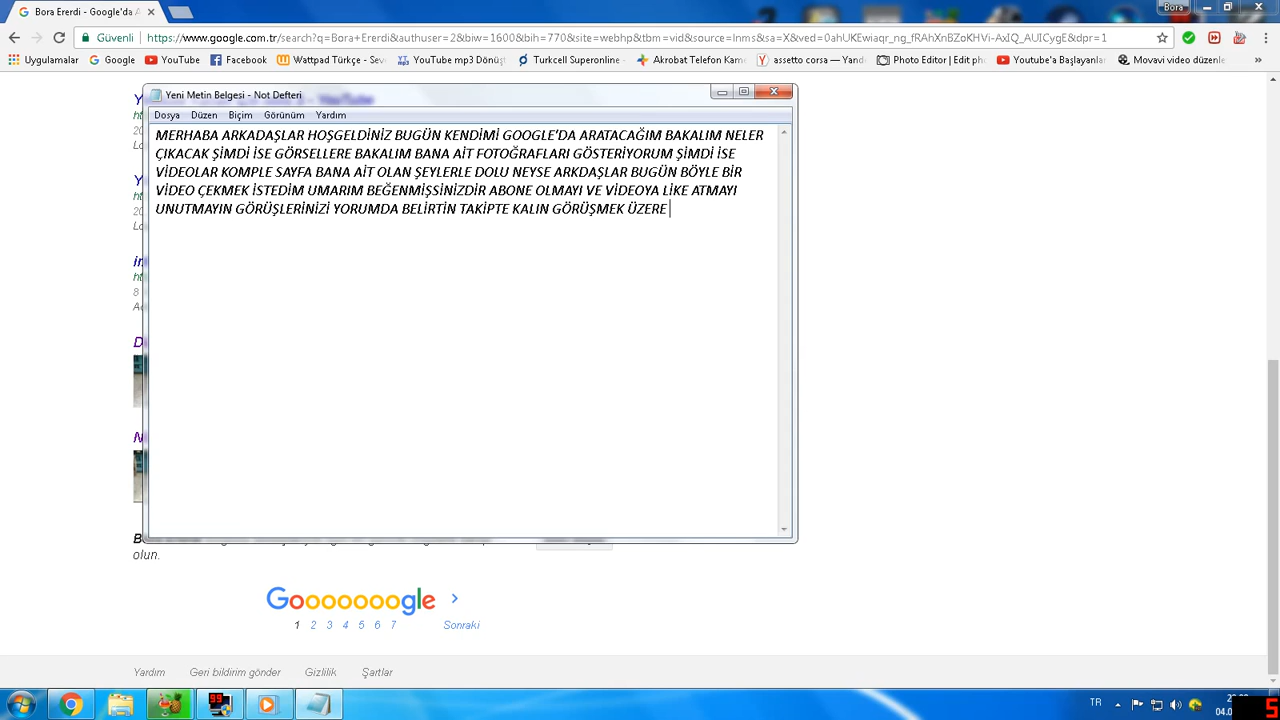 Bora Ererdi - Google'da A
Bora
Güvenli
https://www.google.com.tr/search?q=Bora+Ererdi&authuser=2&biw=1600&bih=770&site=webhp&tbm=vid&source=lnms&sa=X&ved=0ahUKEwiaqr_ng_fRAhXnBZoKHVi-AxIQ_AUICygE&dpr=1
Uygulamalar Google YouTube Facebook Wattpad Türkçe - Sev YouTube mp3 Dönüş Turkcell Superonline - Akrobat Telefon Kame assetto corsa — Yand Photo Editor | Edit ph Youtube'a Başlayanla Movavi video düzenle »
Yeni Metin Belgesi - Not Defteri
Dosya Düzen Biçim Görünüm Yardım
MERHABA ARKADAŞLAR HOŞGELDİNİZ BUGÜN KENDİMİ GOOGLE'DA ARATACAĞIM BAKALIM NELER
ÇIKACAK ŞİMDİ İSE GÖRSELLERE BAKALIM BANA AİT FOTOĞRAFLARI GÖSTERİYORUM ŞİMDİ İSE
VİDEOLAR KOMPLE SAYFA BANA AİT OLAN ŞEYLERLE DOLU NEYSE ARKDAŞLAR BUGÜN BÖYLE BİR
VİDEO ÇEKMEK İSTEDİM UMARIM BEĞENMİŞSİNİZDİR ABONE OLMAYI VE VİDEOYA LİKE ATMAYI
UNUTMAYIN GÖRÜŞLERİNİZİ YORUMDA BELİRTİN TAKİPTE KALIN GÖRÜŞMEK ÜZERE
olun.
Goooooooogle >
1 2 3 4 5 6 7 Sonraki
Yardım Geri bildirim gönder Gizlilik Şartlar
99
TR
5